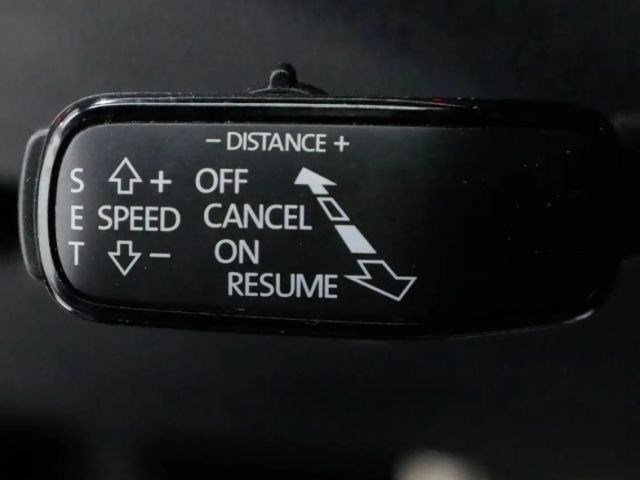 − DISTANCE +
S + OFF
E SPEED CANCEL
T − ON
RESUME